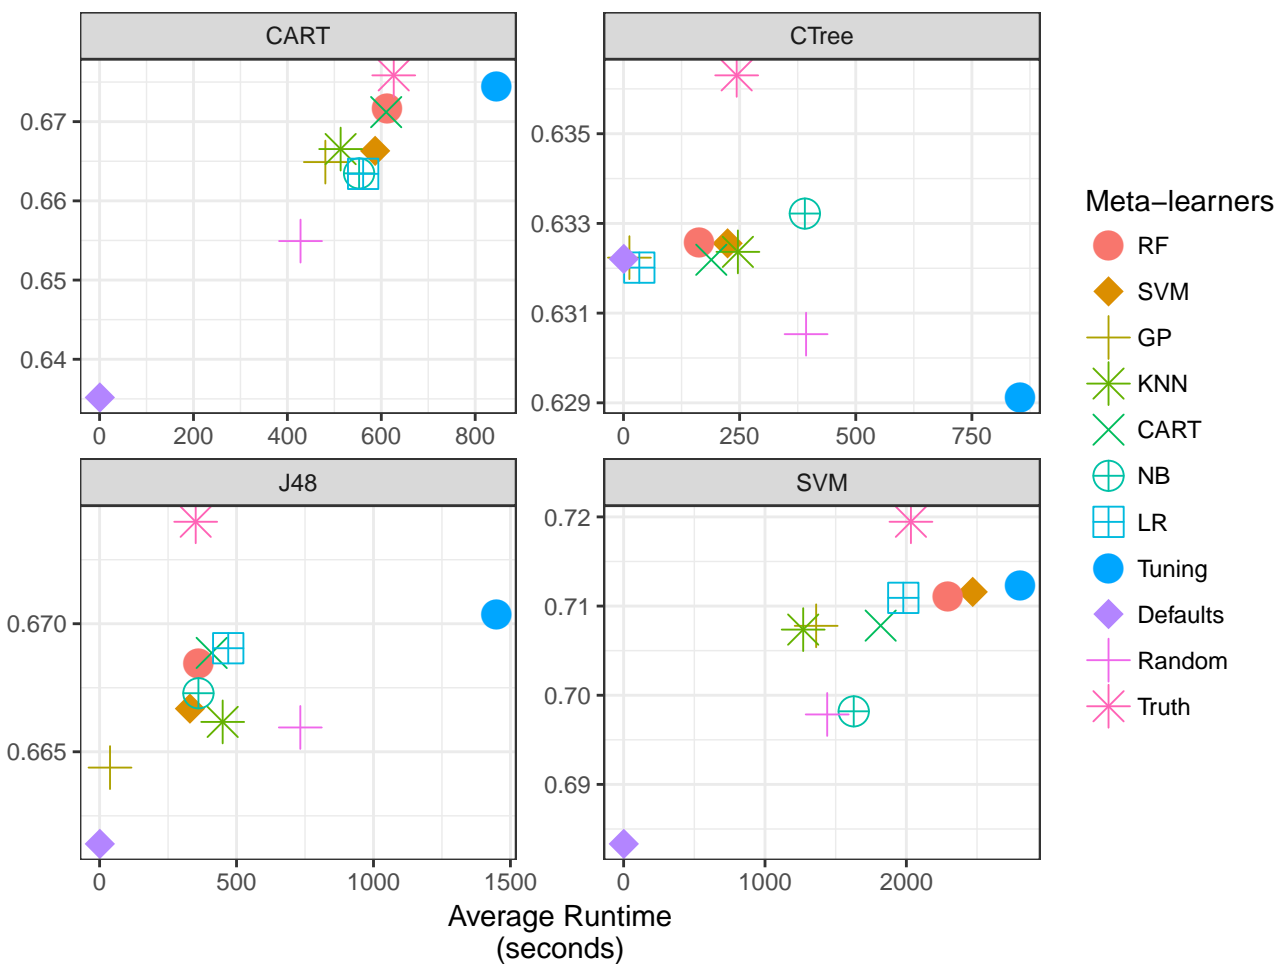 CART
CTree
0.67
0.66
0.65
0.64
0 200 400 600 800
0.635
0.633
0.631
0.629
0 250 500 750
J48
SVM
0.670
0.665
0 500 1000 1500
0.72
0.71
0.70
0.69
0 1000 2000
Average Runtime
(seconds)
Meta−learners
RF
SVM
GP
KNN
CART
NB
LR
Tuning
Defaults
Random
Truth